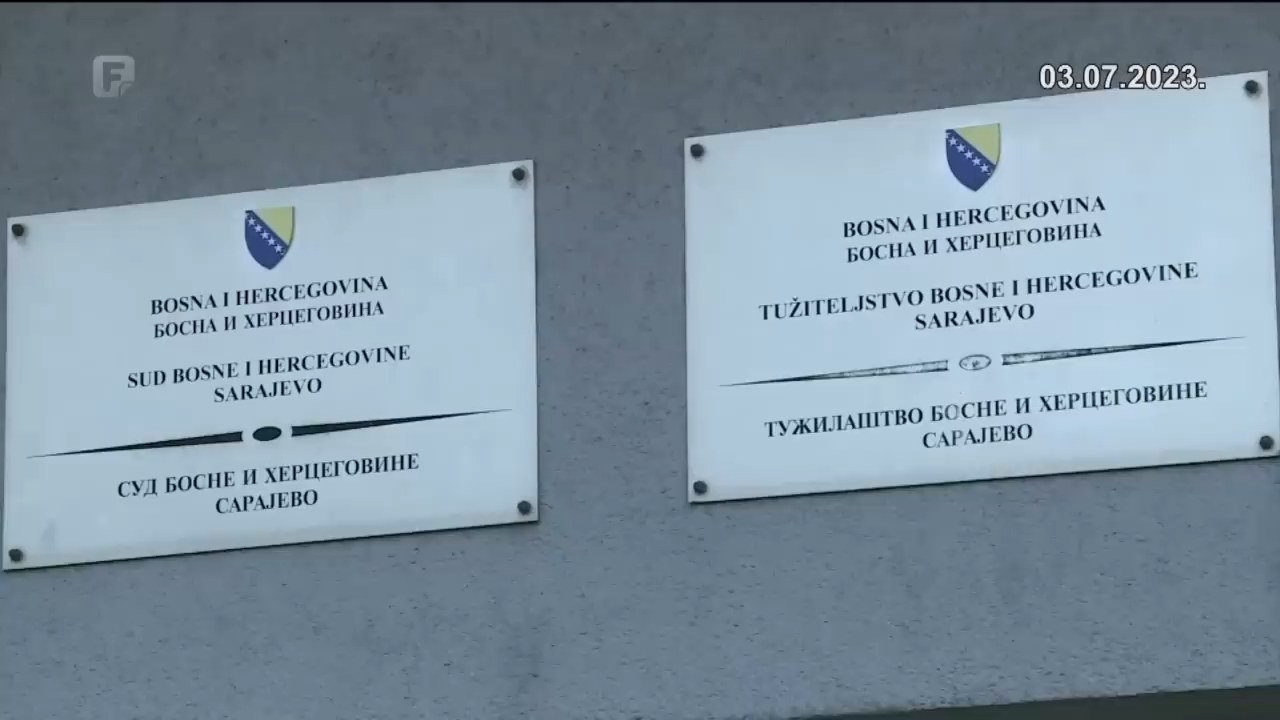 F
03.07.2023.
BOSNA I HERCEGOVINA
БОСНА И ХЕРЦЕГОВИНА
SUD BOSNE I HERCEGOVINE
SARAJEVO
СУД БОСНЕ И ХЕРЦЕГОВИНЕ
САРАЈЕВО
BOSNA I HERCEGOVINA
БОСНА И ХЕРЦЕГОВИНА
TUŽITELJSTVO BOSNE I HERCEGOVINE
SARAJEVO
ТУЖИЛАШТВО БОСНЕ И ХЕРЦЕГОВИНЕ
САРАЈЕВО